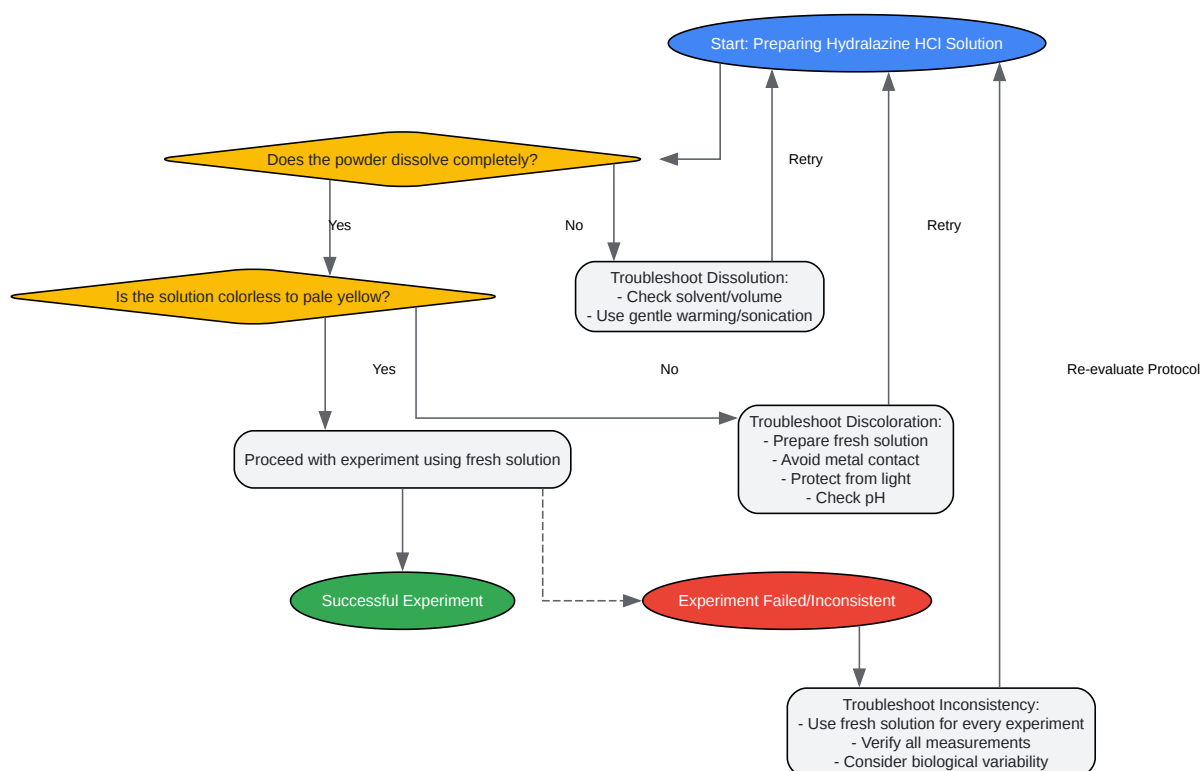 Start: Preparing Hydralazine HCl Solution
Does the powder dissolve completely?
Retry
Yes
No
Retry
Is the solution colorless to pale yellow?
Troubleshoot Dissolution:
- Check solvent/volume
- Use gentle warming/sonication
Yes
No
Re-evaluate Protocol
Proceed with experiment using fresh solution
Troubleshoot Discoloration:
- Prepare fresh solution
- Avoid metal contact
- Protect from light
- Check pH
Successful Experiment
Experiment Failed/Inconsistent
Troubleshoot Inconsistency:
- Use fresh solution for every experiment
- Verify all measurements
- Consider biological variability